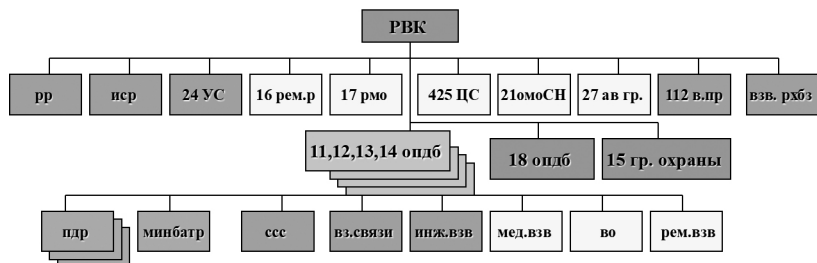 РВК
рр
иср
24 УС
16 рем.р
17 рмо
425 ЦС
21омоСН
27 ав гр.
112 в.пр
взв. рхбз
11,12,13,14 опдб
18 опдб
15 гр. охраны
пдр
минбатр
ссс
вз.связи
инж.взв
мед.взв
во
рем.взв